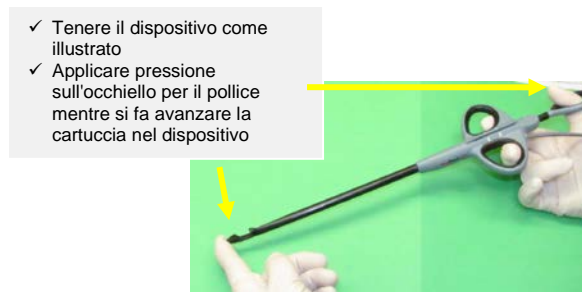 ✓ Tenere il dispositivo come
illustrato
✓ Applicare pressione
sull'occhiello per il pollice
mentre si fa avanzare la
cartuccia nel dispositivo